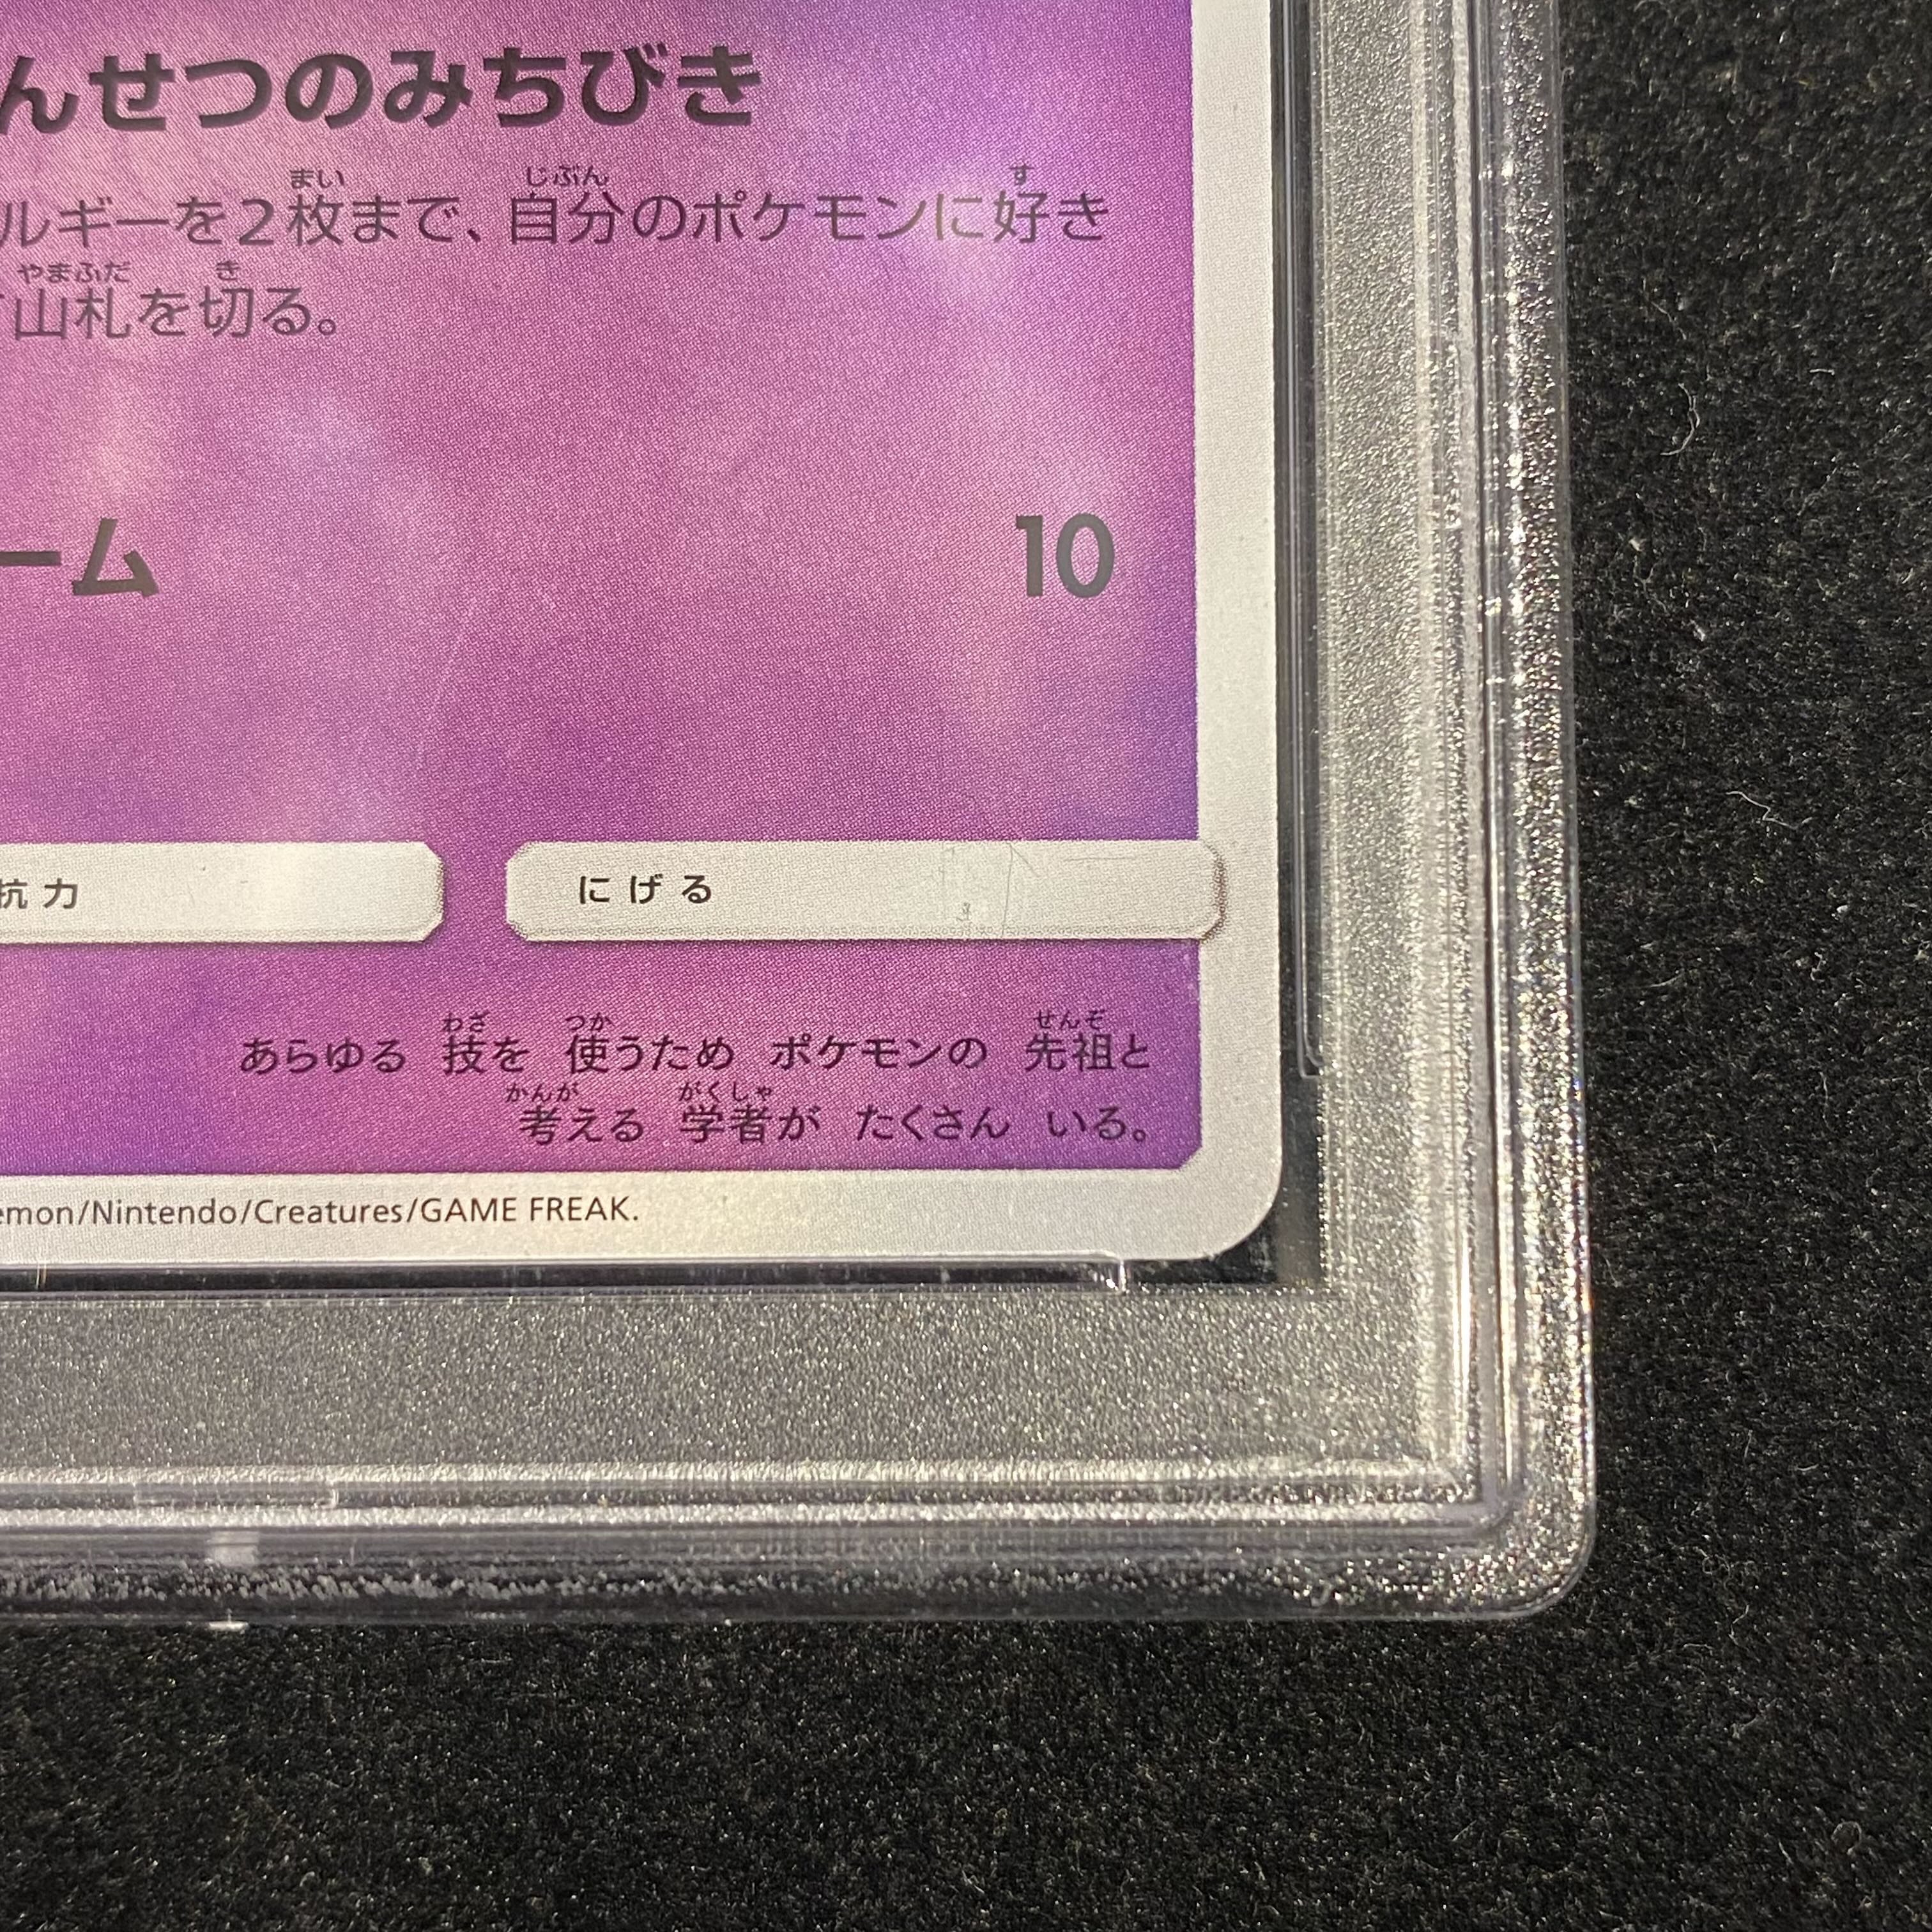 んせつのみちびき
まい じぶん す
ルギーを2枚まで、自分のポケモンに好き
やまふだ き
山札を切る。
ーム 10
抗力 にげる
わざ つか せんぞ
あらゆる 技を 使うため ポケモンの 先祖と
かんが がくしゃ
考える 学者が たくさん いる。
emon/Nintendo/Creatures/GAME FREAK.